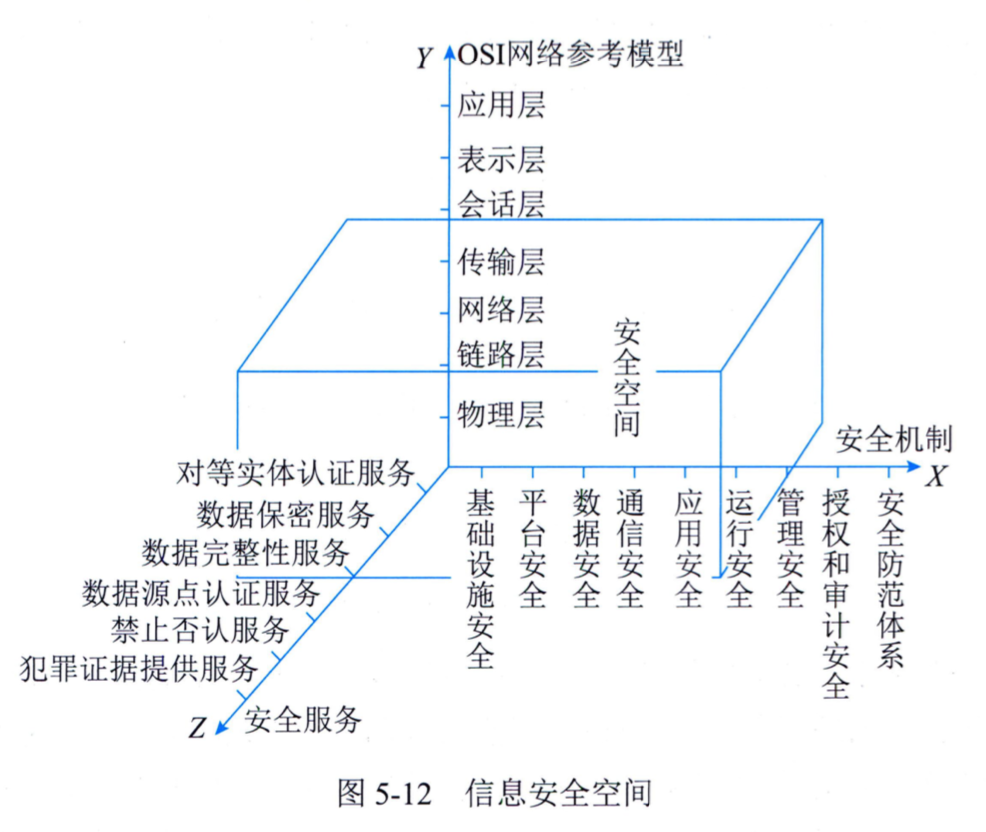 Y OSI网络参考模型
应用层
表示层
会话层
传输层
网络层
链路层
物理层
安全空间
安全机制
X
对等实体认证服务
数据保密服务
数据完整性服务
数据源点认证服务
禁止否认服务
犯罪证据提供服务
Z 安全服务
基础设施安全
平台安全
数据安全
通信安全
应用安全
运行安全
管理安全
授权和审计安全
安全防范体系
图 5-12 信息安全空间